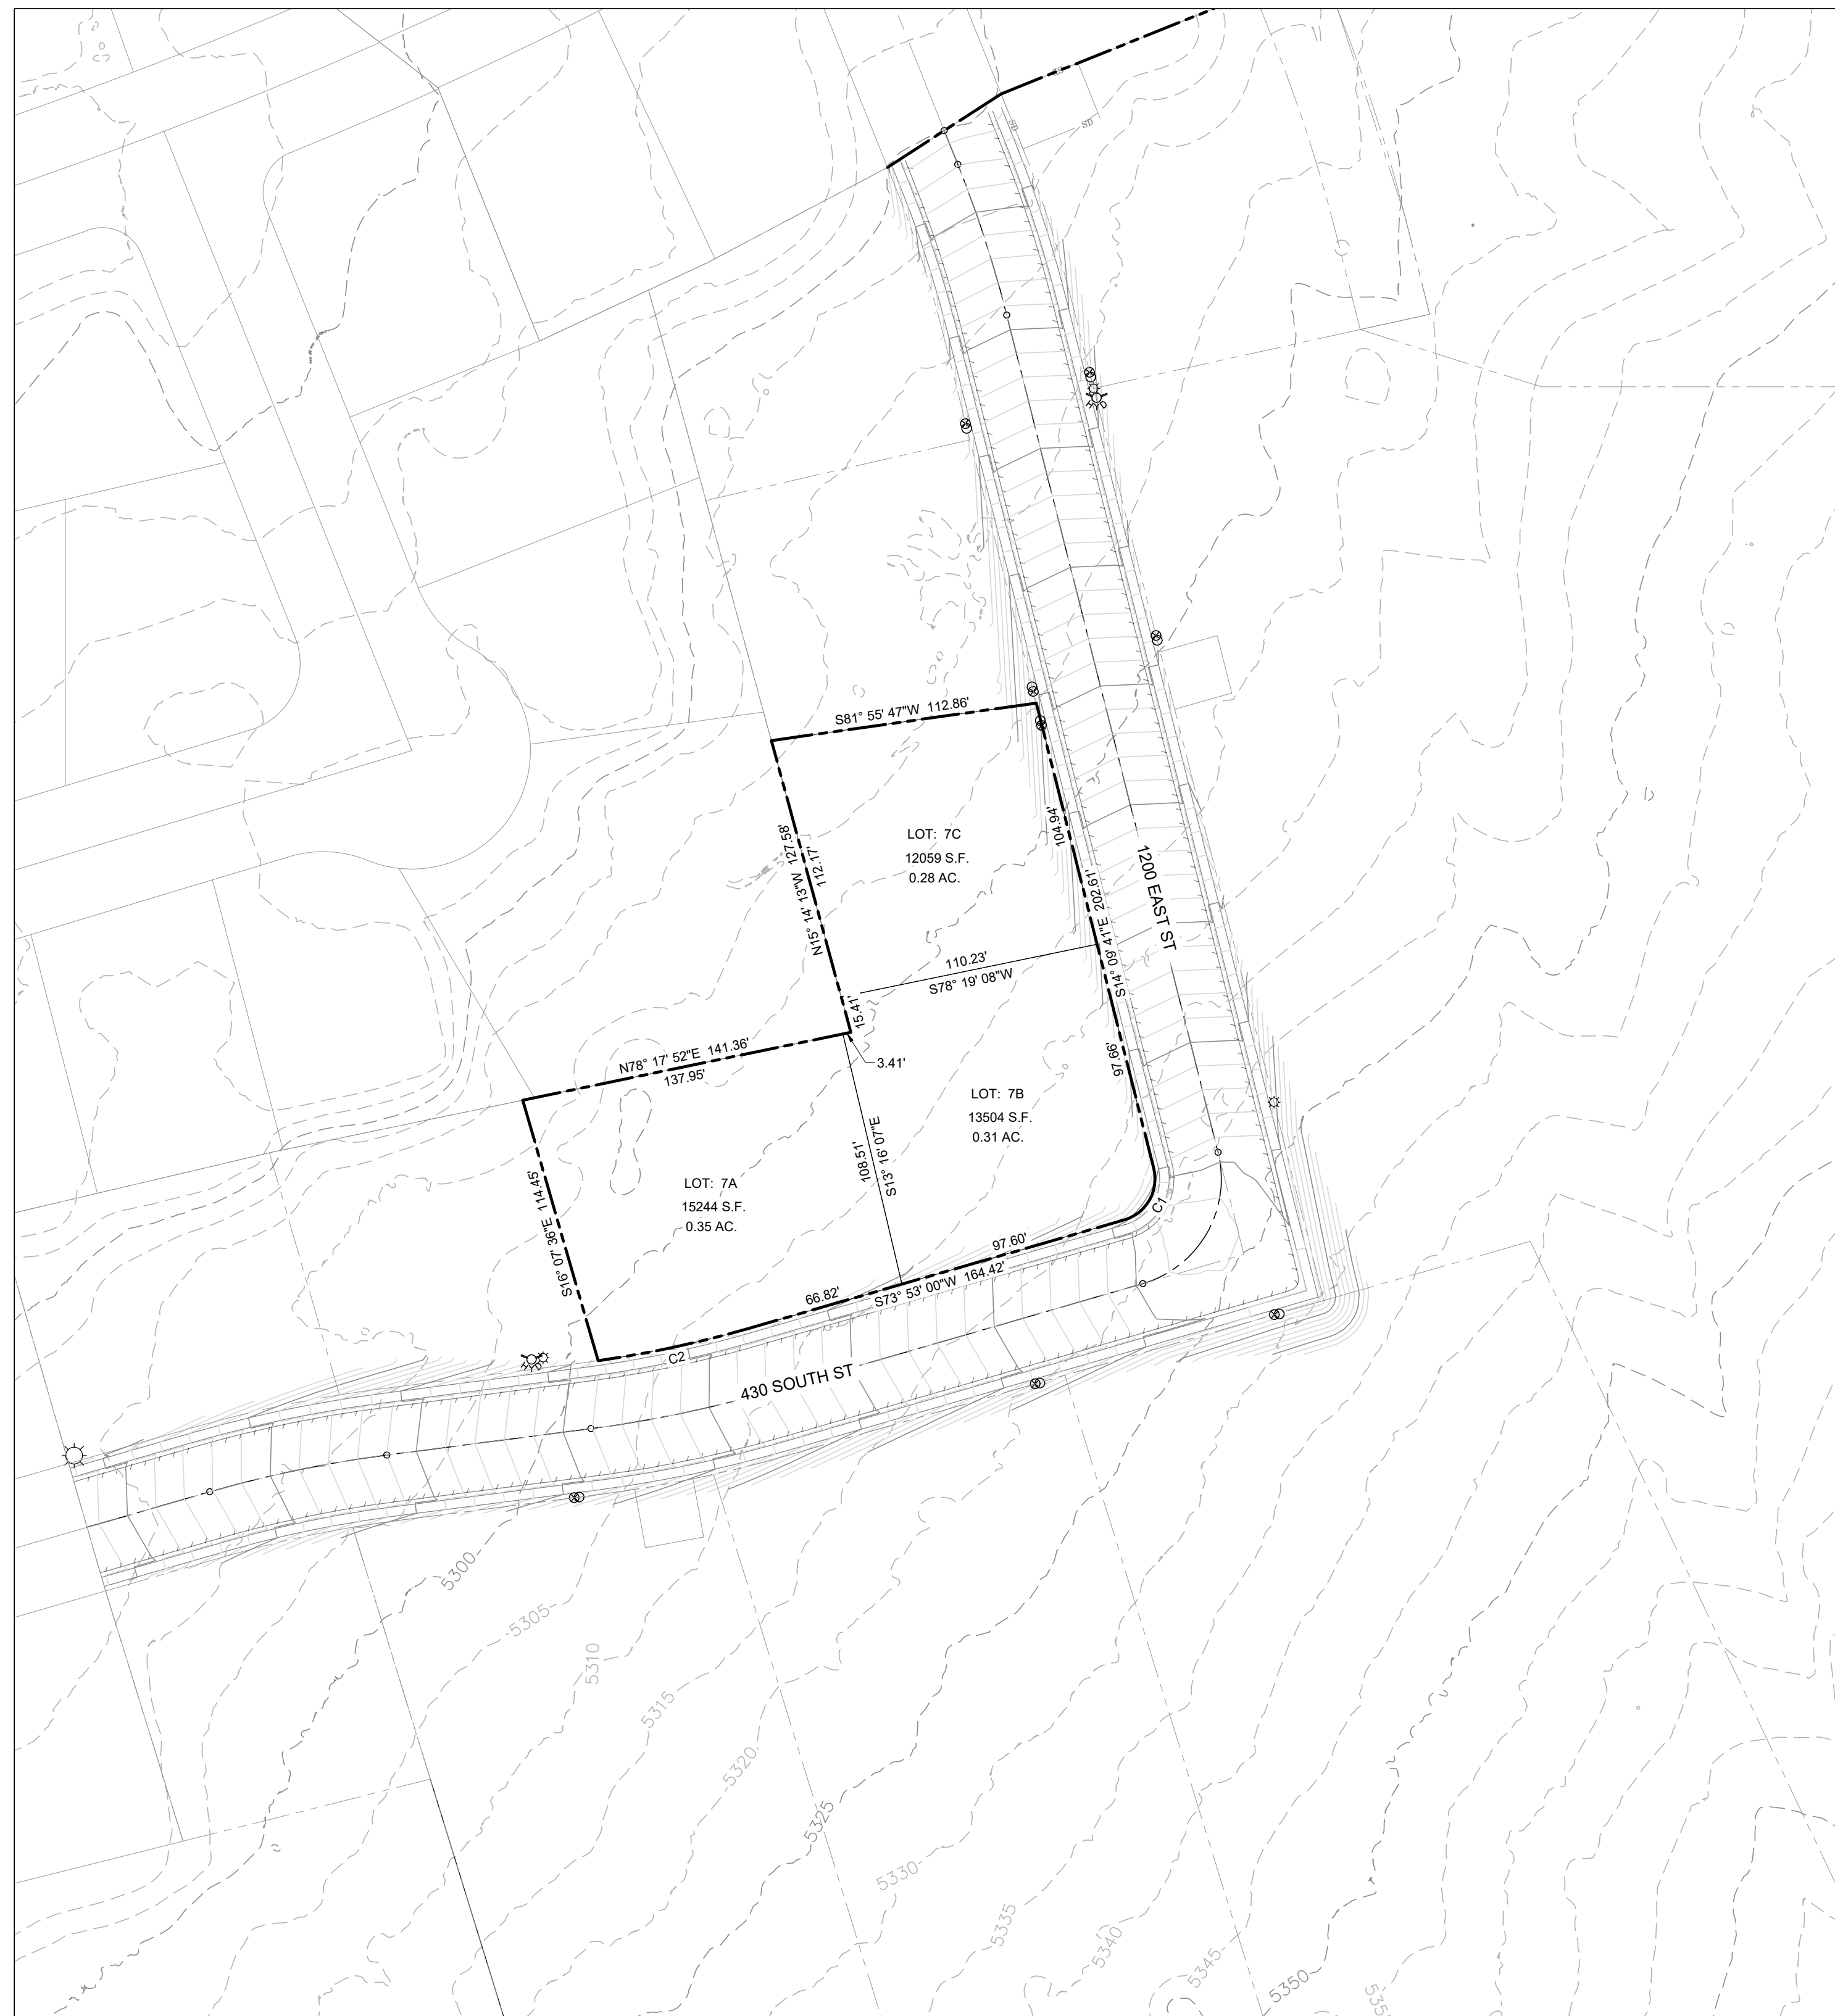 SD
SD
S81° 55' 47"W 112.86'
N15° 14' 13"W 127.58'
112.17'
LOT: 7C
12059 S.F.
0.28 AC.
104.94'
S14° 09' 41"E 202.61'
1200 EAST ST
110.23'
S78° 19' 08"W
15.41'
N78° 17' 52"E 141.36'
137.95'
3.41'
97.66'
LOT: 7B
13504 S.F.
0.31 AC.
108.51'
S13° 16' 07"E
LOT: 7A
15244 S.F.
0.35 AC.
S16° 07' 36"E 114.45'
C1
97.60'
S73° 53' 00"W 164.42'
66.82'
C2
430 SOUTH ST
5300
5305
5310
5315
5320
5325
5330
5335
5340
5345
5350